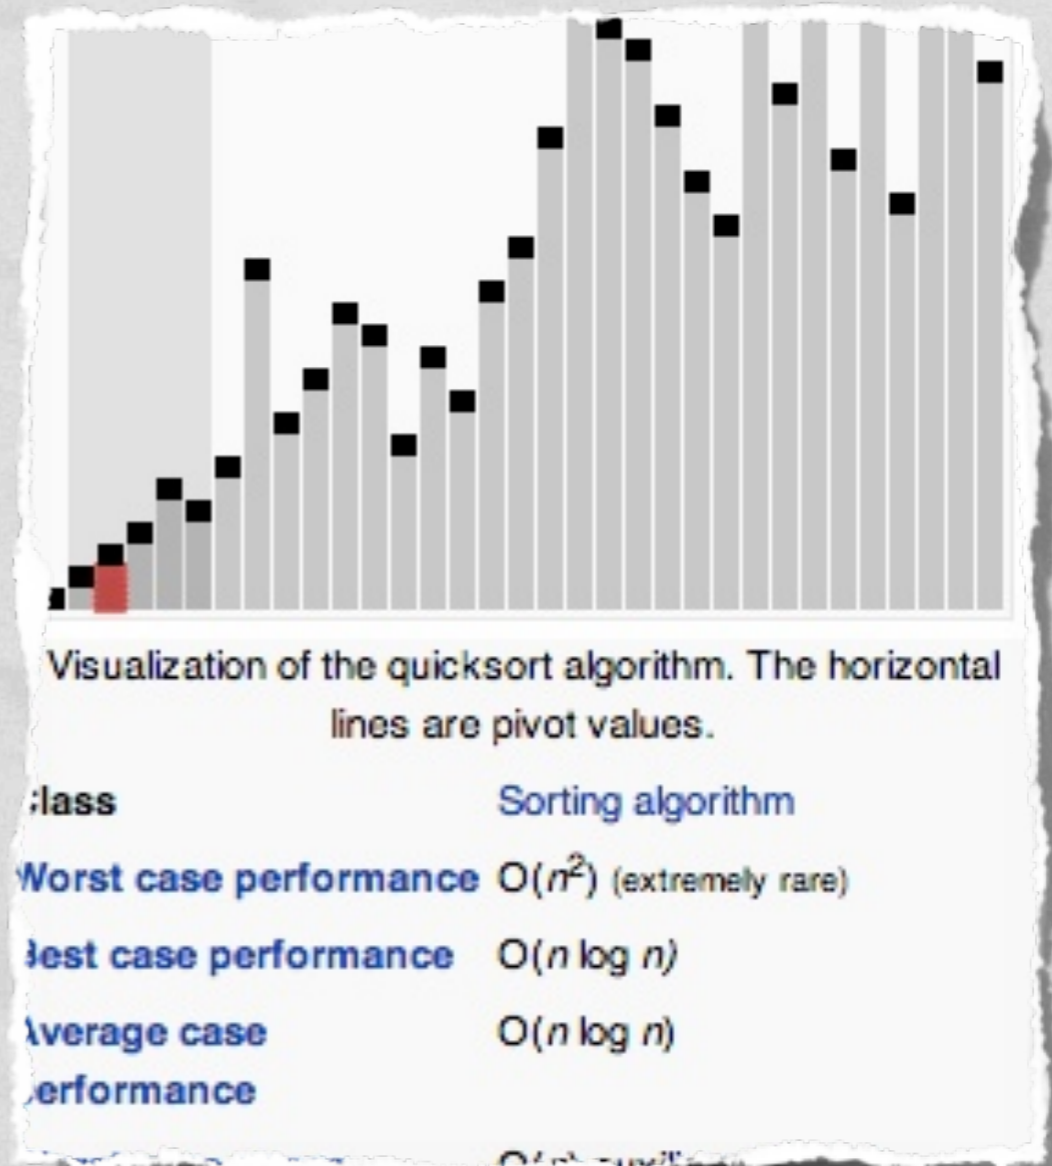 Visualization of the quicksort algorithm. The horizontal
lines are pivot values.
Class Sorting algorithm
Worst case performance O(n²) (extremely rare)
Best case performance O(n log n)
Average case O(n log n)
performance